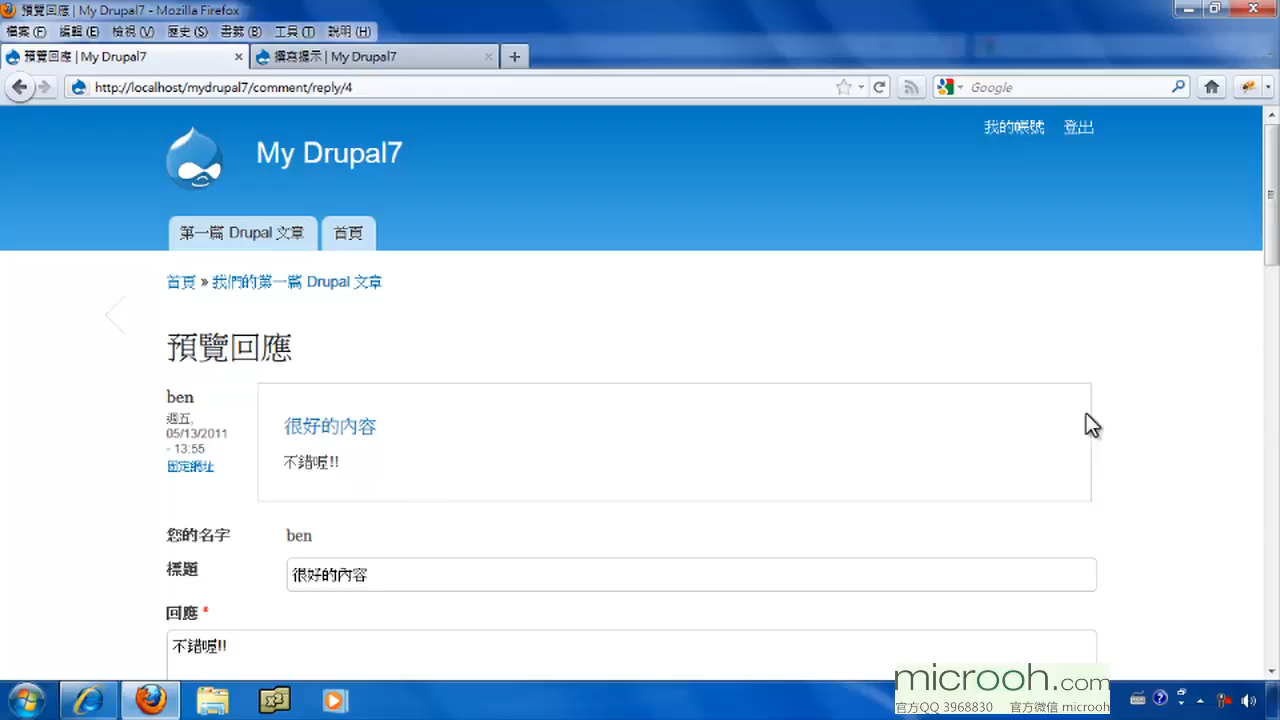 預覽回應 | My Drupal7 - Mozilla Firefox
檔案(F) 編輯(E) 檢視(V) 歷史(S) 書籤(B) 工具(T) 說明(H)
預覽回應 | My Drupal7 × 撰寫提示 | My Drupal7 × +
http://localhost/mydrupal7/comment/reply/4 Google
我的帳號 登出
My Drupal7
第一篇 Drupal 文章 首頁
首頁 » 我們的第一篇 Drupal 文章
預覽回應
ben
週五,
05/13/2011
- 13:55
固定網址
很好的內容
不錯喔!!
您的名字 ben
標題 很好的內容
回應 *
不錯喔!!
microoh.com
官方QQ 3968830 官方微信 microoh